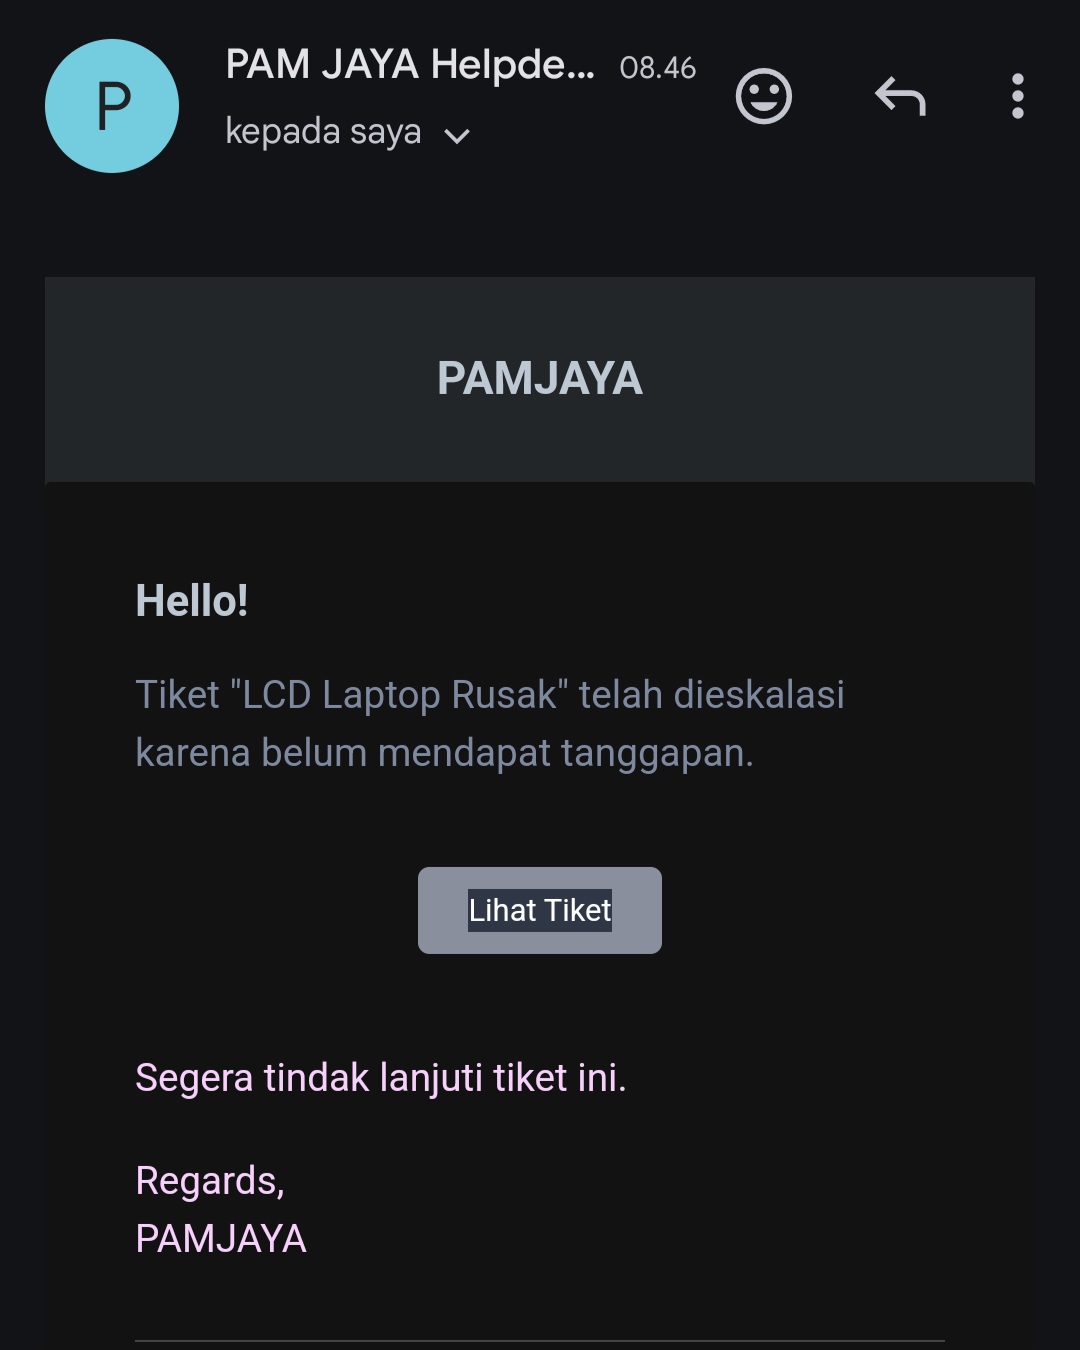 P
PAM JAYA Helpde... 08.46
kepada saya
PAMJAYA
Hello!
Tiket "LCD Laptop Rusak" telah dieskalasi
karena belum mendapat tanggapan.
Lihat Tiket
Segera tindak lanjuti tiket ini.
Regards,
PAMJAYA